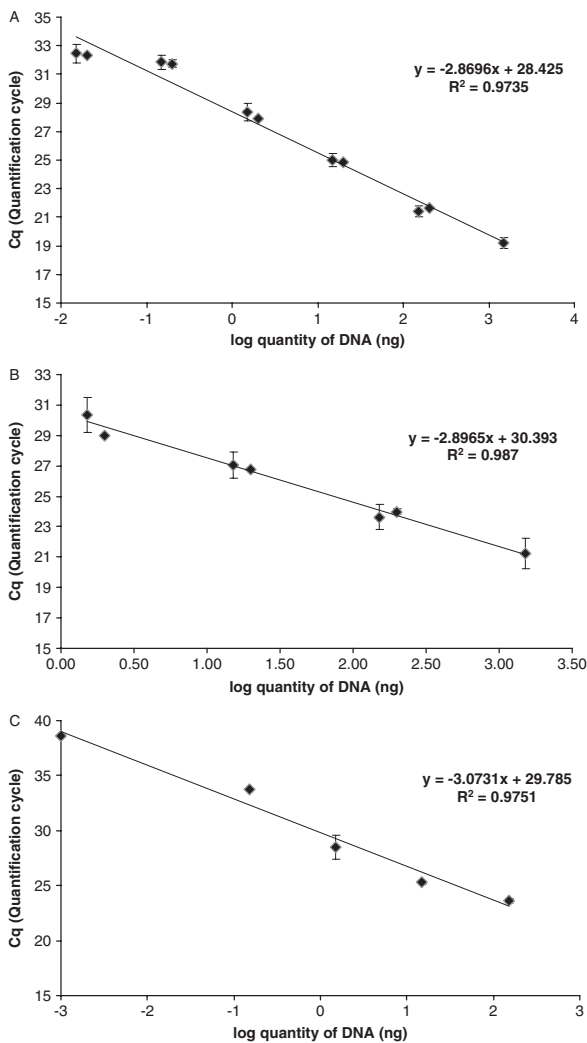 A
35
33
31
29
27
25
23
21
19
17
15
Cq (Quantification cycle)
y = -2.8696x + 28.425
R² = 0.9735
-2 -1 0 1 2 3 4
log quantity of DNA (ng)
B
33
31
29
27
25
23
21
19
17
15
Cq (Quantification cycle)
y = -2.8965x + 30.393
R² = 0.987
0.00 0.50 1.00 1.50 2.00 2.50 3.00 3.50
log quantity of DNA (ng)
C
40
35
30
25
20
15
Cq (Quantification cycle)
y = -3.0731x + 29.785
R² = 0.9751
-3 -2 -1 0 1 2 3
log quantity of DNA (ng)